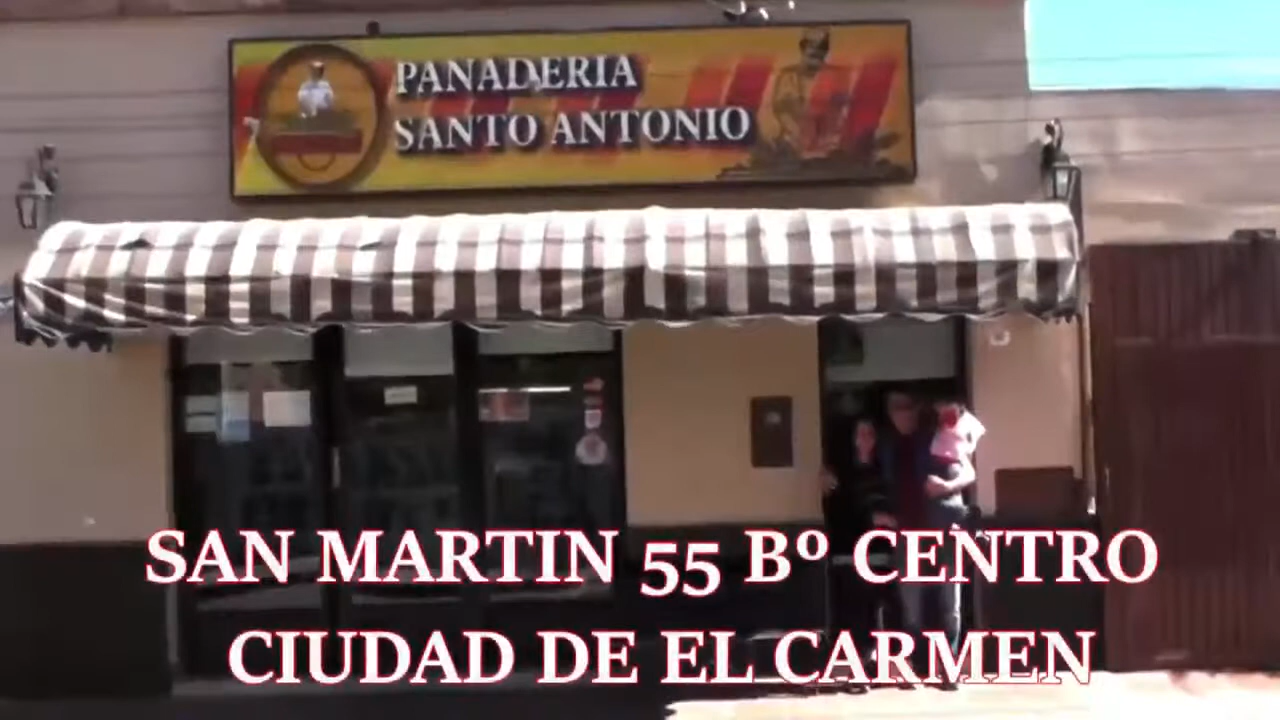 PANADERIA
SANTO ANTONIO
SAN MARTIN 55 Bº CENTRO
CIUDAD DE EL CARMEN